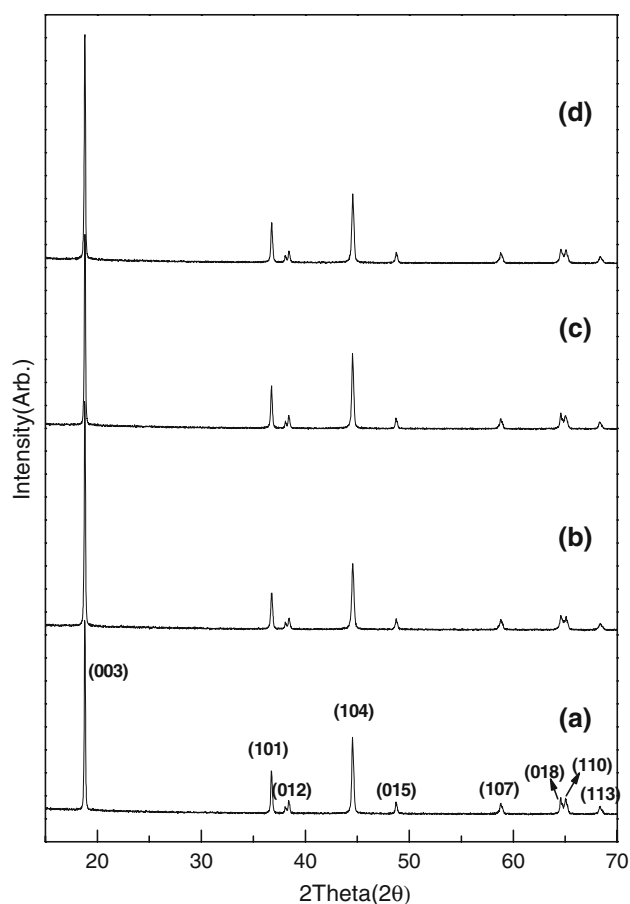 (d)
(c)
(b)
(a)
Intensity(Arb.)
(003)
(101)
(012)
(104)
(015)
(107)
(018)
(110)
(113)
20 30 40 50 60 70
2Theta(2θ)